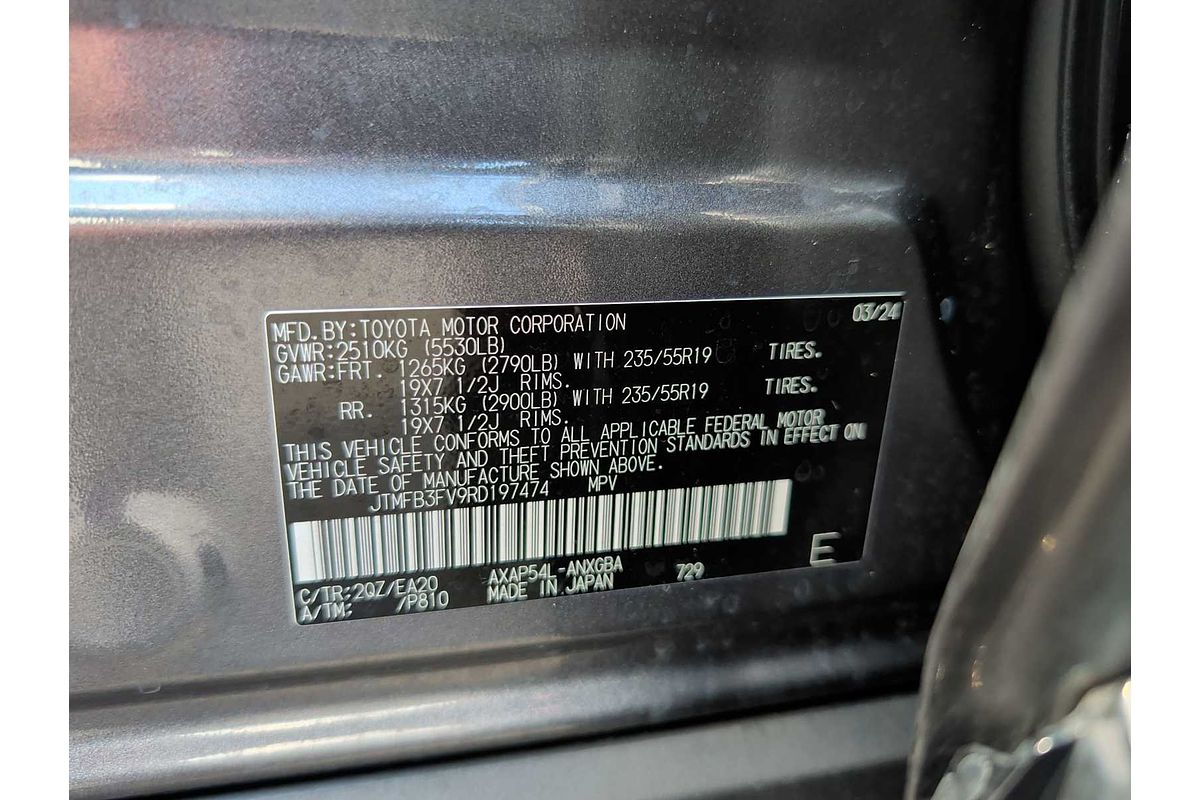 03/24
MFD.BY:TOYOTA MOTOR CORPORATION
GVWR:2510KG (5530LB)
GAWR:FRT. 1265KG (2790LB) WITH 235/55R19 TIRES.
19X7 1/2J RIMS.
RR. 1315KG (2900LB) WITH 235/55R19 TIRES.
19X7 1/2J RIMS.
THIS VEHICLE CONFORMS TO ALL APPLICABLE FEDERAL MOTOR
VEHICLE SAFETY AND THEFT PREVENTION STANDARDS IN EFFECT ON
THE DATE OF MANUFACTURE SHOWN ABOVE.
JTMFB3FV9RD197474 MPV
E
C/TR:2QZ/EA20 AXAP54L-ANXGBA 729
A/TM: /P810 MADE IN JAPAN